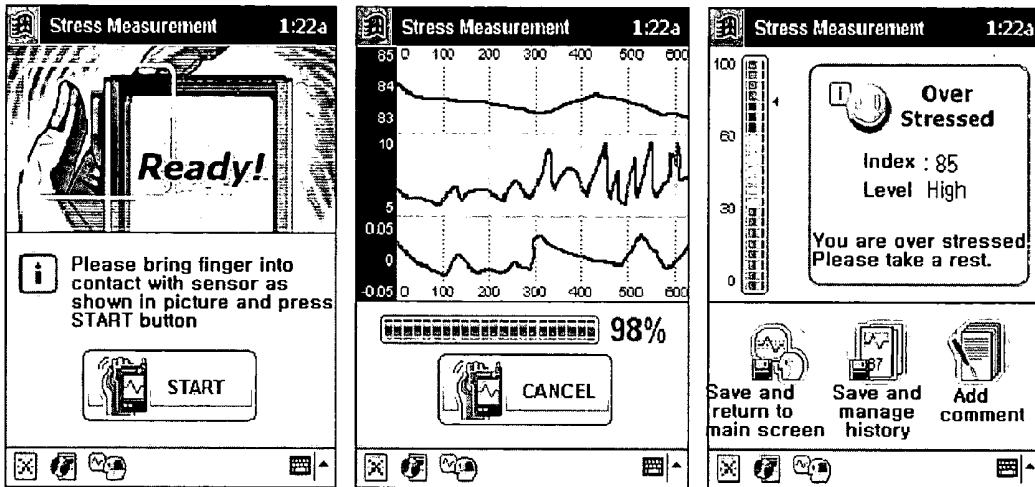 Stress Measurement 1:22a
Ready!
i
Please bring finger into
contact with sensor as
shown in picture and press
START button
START
Stress Measurement 1:22a
85 0 100 200 300 400 500 600
84
83
10
5
0.05
0
-0.05 0 100 200 300 400 500 600
98%
CANCEL
Stress Measurement 1:22a
100
60
30
0
i
Over
Stressed
Index : 85
Level High
You are over stressed
Please take a rest.
87
Save and
return to
main screen
Save and
manage
history
Add
comment